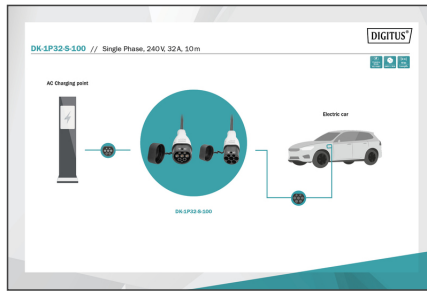 DIGITUS®
DK-1P32-S-100 // Single Phase, 240V, 32A, 10m
AC Charging point
Electric car
DK-1P32-S-100